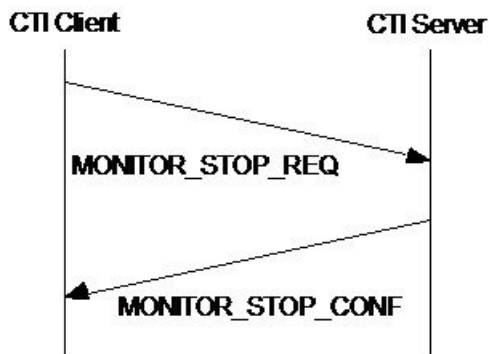 CTI Client
CTI Server
MONITOR_STOP_REQ
MONITOR_STOP_CONF